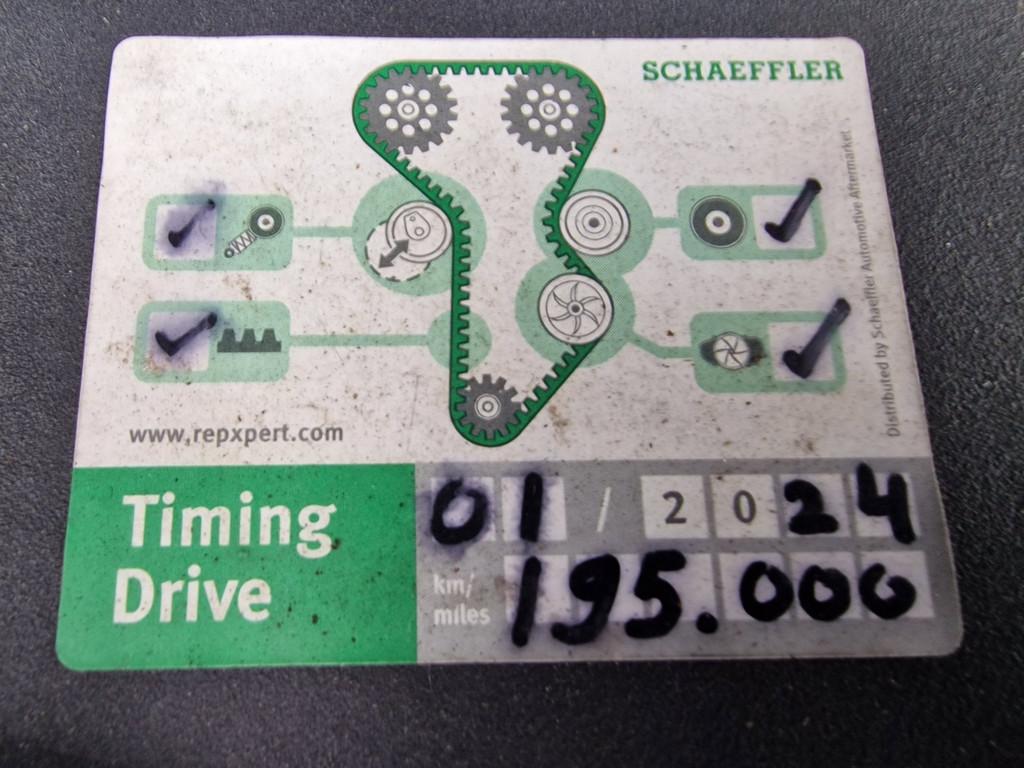 SCHAEFFLER
Distributed by Schaeffler Automotive Aftermarket
www.repxpert.com
Timing
Drive
01 / 2024
km/
miles
195.000